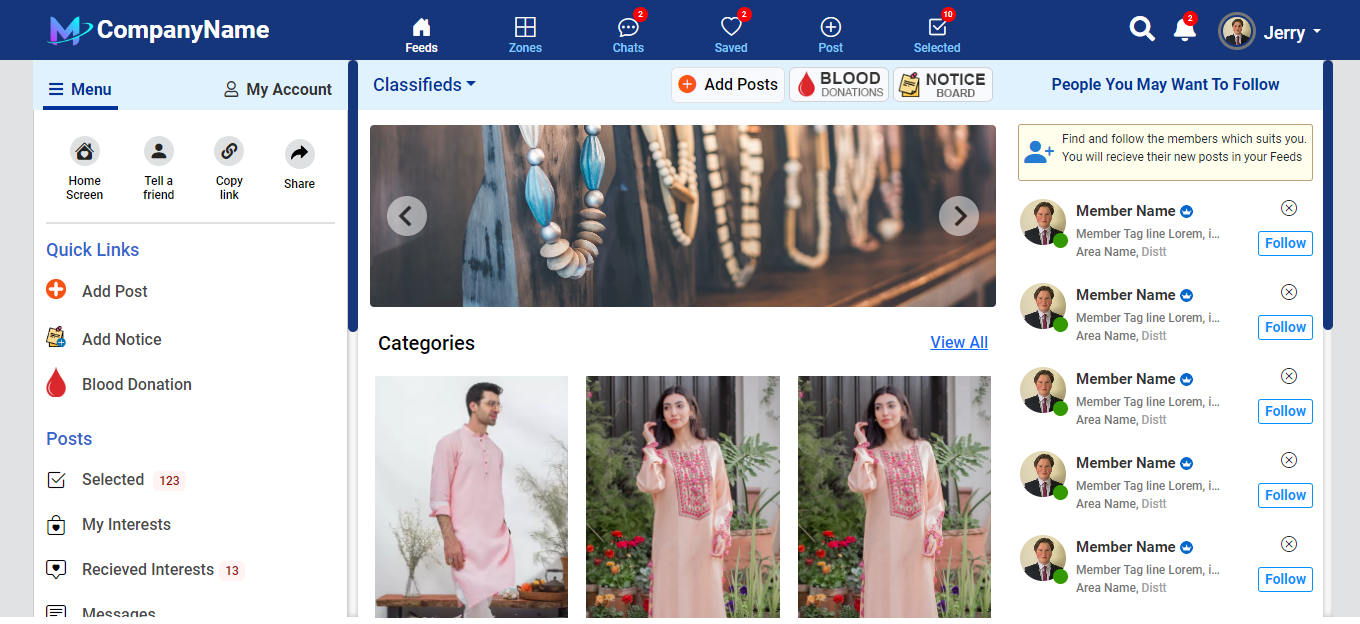 CompanyName
Feeds
Zones
2
Chats
2
Saved
Post
10
Selected
2
Jerry
Menu
My Account
Home
Screen
Tell a
friend
Copy
link
Share
Quick Links
Add Post
Add Notice
Blood Donation
Posts
Selected 123
My Interests
Recieved Interests 13
Messages
Classifieds
Add Posts
BLOOD
DONATIONS
NOTICE
BOARD
Categories
View All
People You May Want To Follow
Find and follow the members which suits you.
You will recieve their new posts in your Feeds
Member Name
Member Tag line Lorem, i...
Follow
Area Name, Distt
Member Name
Member Tag line Lorem, i...
Follow
Area Name, Distt
Member Name
Member Tag line Lorem, i...
Follow
Area Name, Distt
Member Name
Member Tag line Lorem, i...
Follow
Area Name, Distt
Member Name
Member Tag line Lorem, i...
Follow
Area Name, Distt